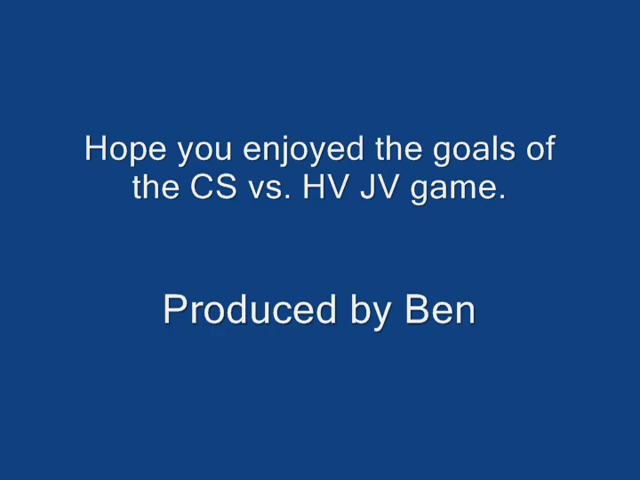 Hope you enjoyed the goals of
the CS vs. HV JV game.
Produced by Ben